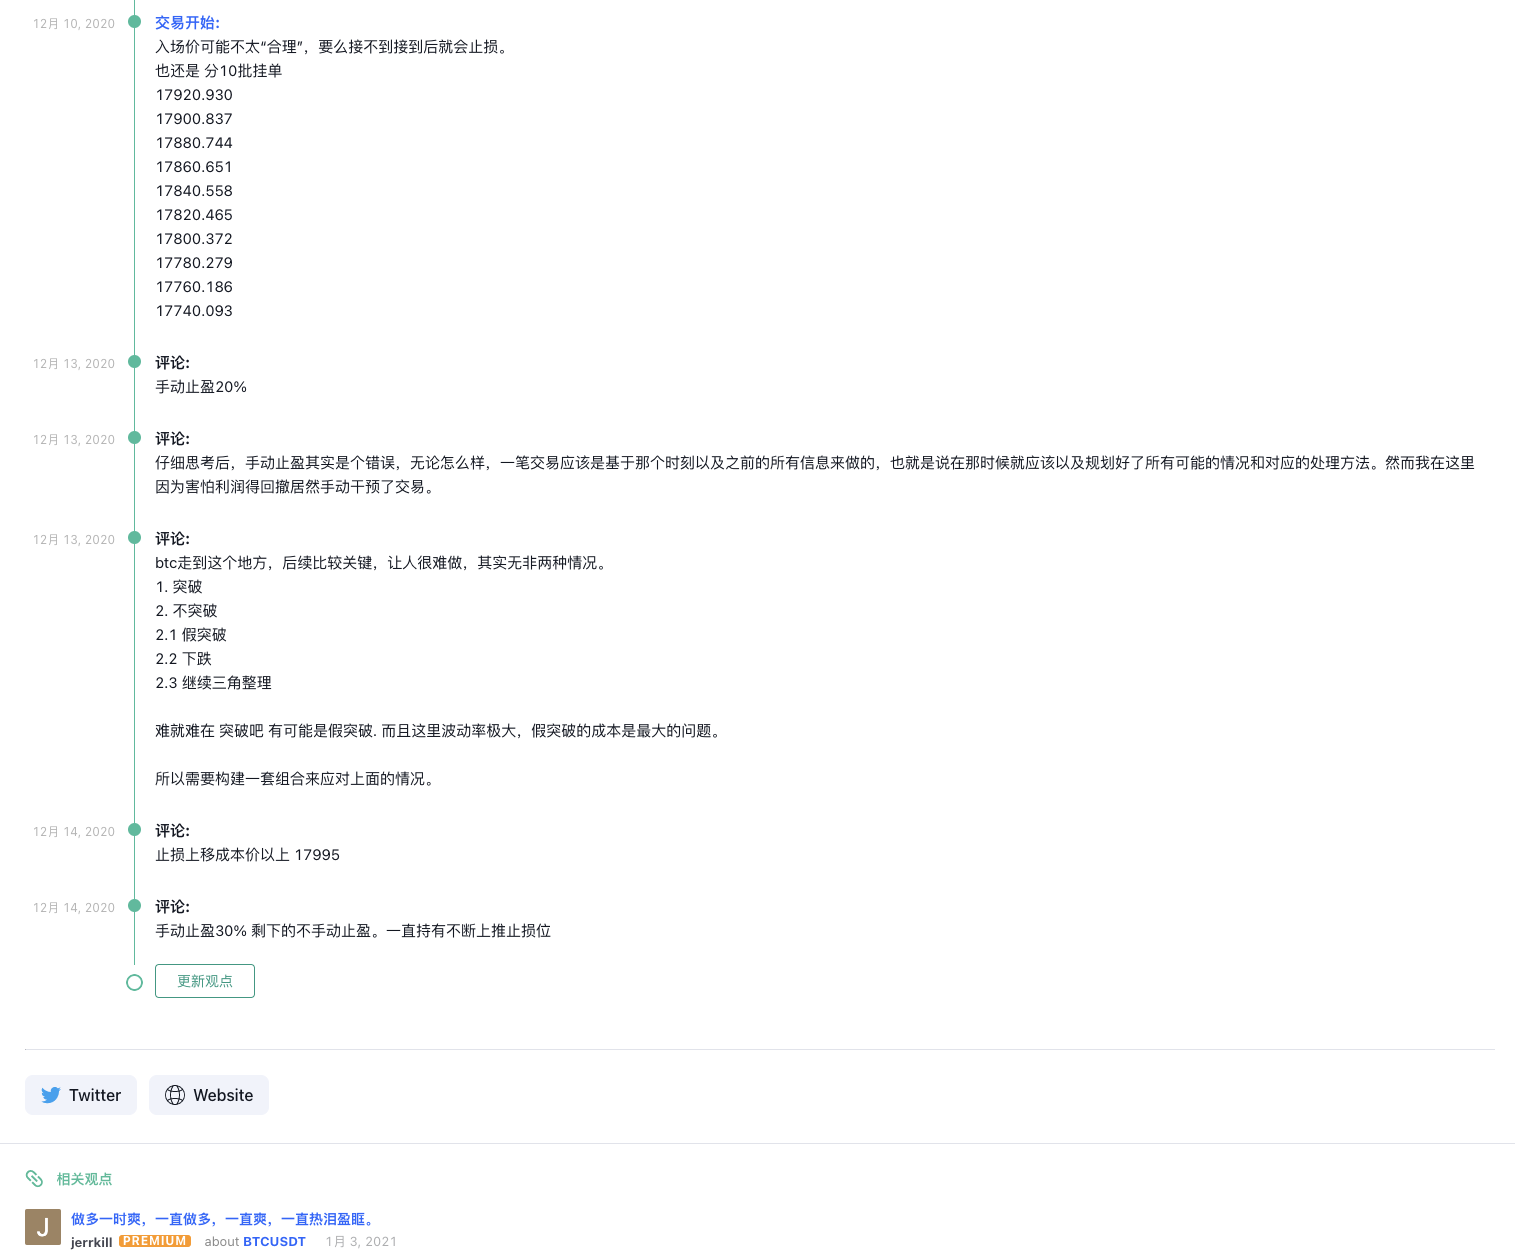 12月 10, 2020
交易开始:
入场价可能不太“合理”，要么接不到接到后就会止损。
也还是 分10批挂单
17920.930
17900.837
17880.744
17860.651
17840.558
17820.465
17800.372
17780.279
17760.186
17740.093
12月 13, 2020
评论:
手动止盈20%
12月 13, 2020
评论:
仔细思考后，手动止盈其实是个错误，无论怎么样，一笔交易应该是基于那个时刻以及之前的所有信息来做的，也就是说在那时候就应该以及规划好了所有可能的情况和对应的处理方法。然而我在这里
因为害怕利润得回撤居然手动干预了交易。
12月 13, 2020
评论:
btc走到这个地方，后续比较关键，让人很难做，其实无非两种情况。
1. 突破
2. 不突破
2.1 假突破
2.2 下跌
2.3 继续三角整理
难就难在 突破吧 有可能是假突破. 而且这里波动率极大，假突破的成本是最大的问题。
所以需要构建一套组合来应对上面的情况。
12月 14, 2020
评论:
止损上移成本价以上 17995
12月 14, 2020
评论:
手动止盈30% 剩下的不手动止盈。一直持有不断上推止损位
更新观点
Twitter Website
相关观点
J
做多一时爽，一直做多，一直爽，一直热泪盈眶。
jerrkill PREMIUM about BTCUSDT 1月 3, 2021